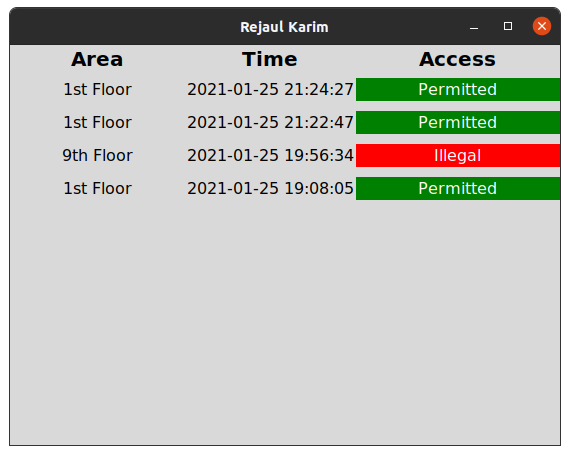 Rejaul Karim
Area Time Access
1st Floor 2021-01-25 21:24:27 Permitted
1st Floor 2021-01-25 21:22:47 Permitted
9th Floor 2021-01-25 19:56:34 Illegal
1st Floor 2021-01-25 19:08:05 Permitted